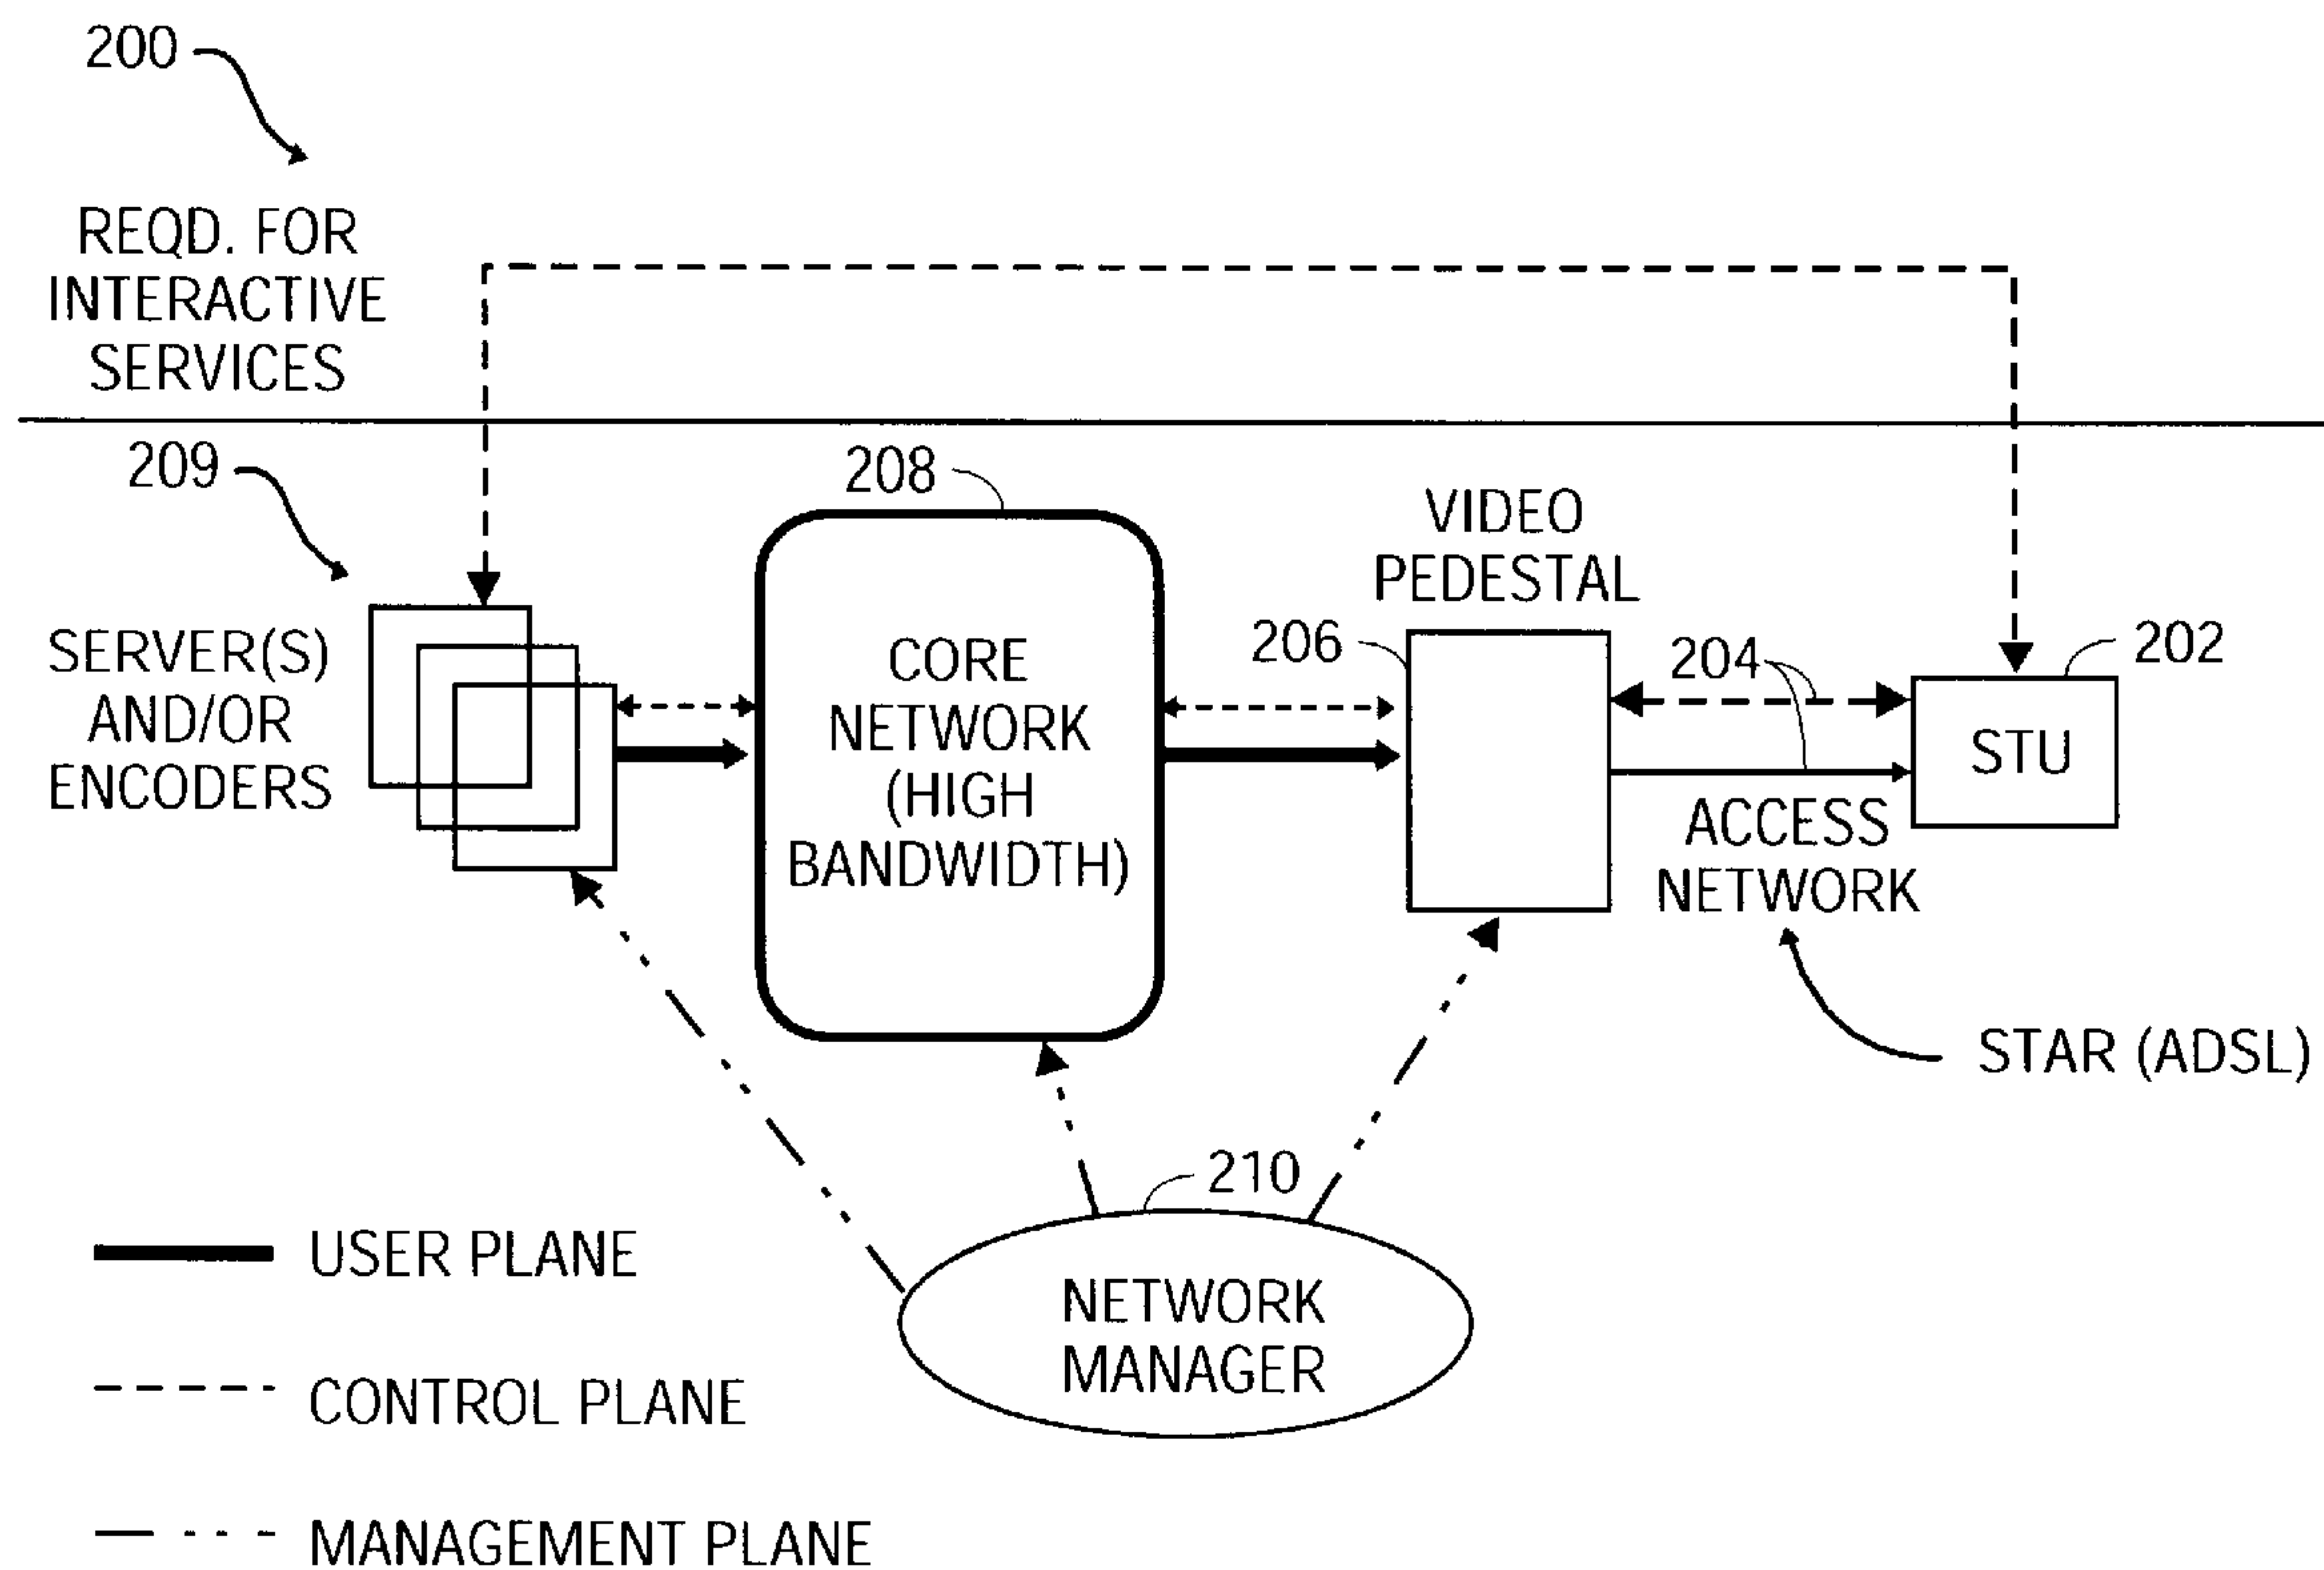 200
REQD. FOR
INTERACTIVE
SERVICES
209
208
VIDEO
PEDESTAL
SERVER(S)
AND/OR
ENCODERS
CORE
NETWORK
(HIGH
BANDWIDTH)
206
204
202
STU
ACCESS
NETWORK
STAR (ADSL)
210
NETWORK
MANAGER
USER PLANE
CONTROL PLANE
MANAGEMENT PLANE